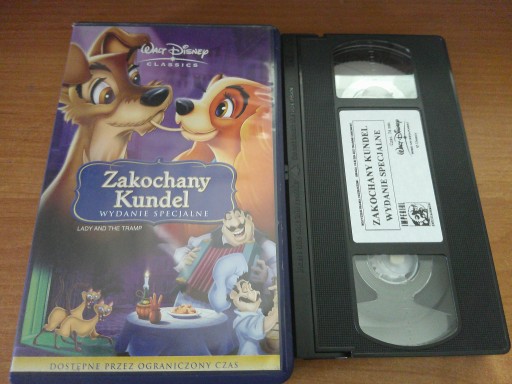 WALT DISNEY
CLASSICS
Zakochany
Kundel
WYDANIE SPECJALNE
LADY AND THE TRAMP
DOSTĘPNE PRZEZ OGRANICZONY CZAS
ZAKOCHANY KUNDEL
WYDANIE SPECJALNE
WALT DISNEY
IMPERIAL